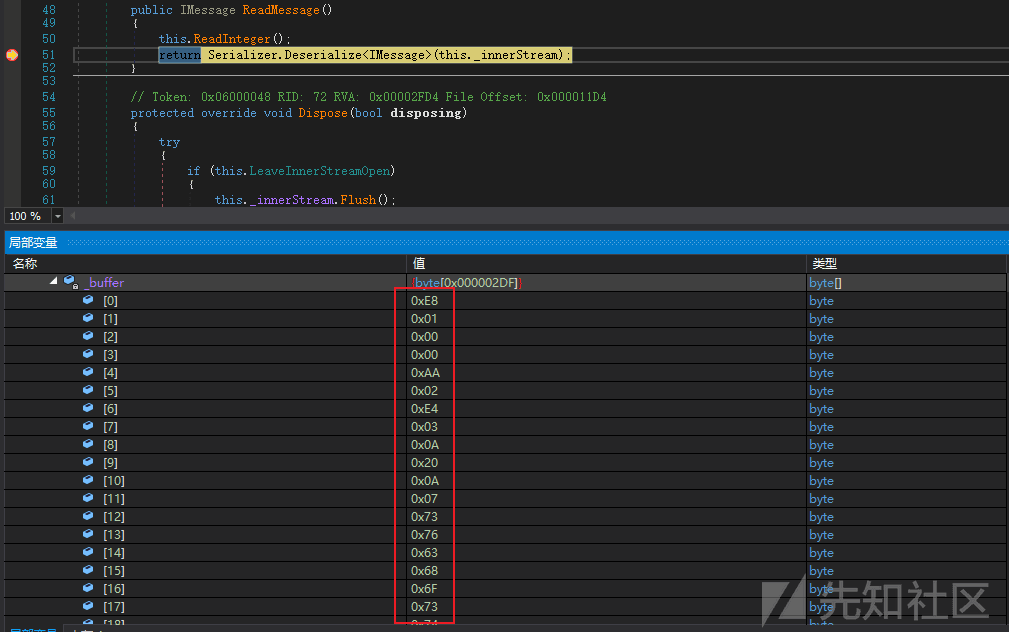 48 public IMessage ReadMessage()
49 {
50 this.ReadInteger();
51 return Serializer.Deserialize<IMessage>(this._innerStream);
52 }
53
54 // Token: 0x06000048 RID: 72 RVA: 0x00002FD4 File Offset: 0x000011D4
55 protected override void Dispose(bool disposing)
56 {
57 try
58 {
59 if (this.LeaveInnerStreamOpen)
60 {
61 this._innerStream.Flush();
100 %
局部变量
名称 值 类型
_buffer {byte[0x000002DF]} byte[]
[0] 0xE8 byte
[1] 0x01 byte
[2] 0x00 byte
[3] 0x00 byte
[4] 0xAA byte
[5] 0x02 byte
[6] 0xE4 byte
[7] 0x03 byte
[8] 0x0A byte
[9] 0x20 byte
[10] 0x0A byte
[11] 0x07 byte
[12] 0x73 byte
[13] 0x76 byte
[14] 0x63 byte
[15] 0x68 byte
[16] 0x6F byte
[17] 0x73 byte
[18] 0x74 byte
先知社区
局部变量